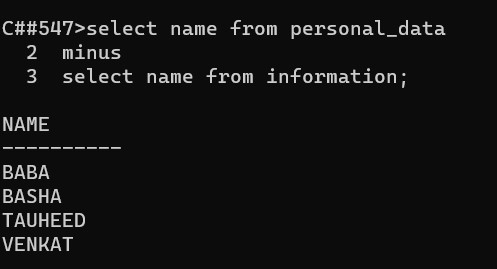 C##547>select name from personal_data
2 minus
3 select name from information;
NAME
----------
BABA
BASHA
TAUHEED
VENKAT